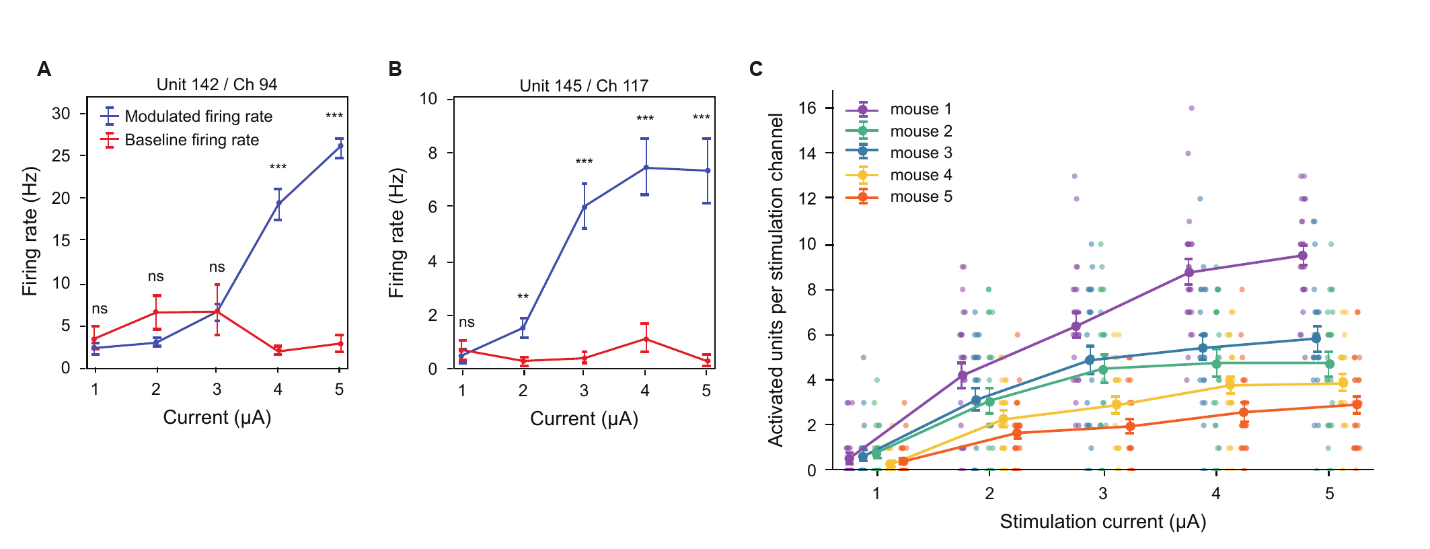 A
Unit 142 / Ch 94
Modulated firing rate
Baseline firing rate
Firing rate (Hz)
30
25
20
15
10
5
0
ns
ns
ns
***
***
1 2 3 4 5
Current (µA)
B
Unit 145 / Ch 117
Firing rate (Hz)
10
8
6
4
2
0
ns
**
***
***
***
1 2 3 4 5
Current (µA)
C
mouse 1
mouse 2
mouse 3
mouse 4
mouse 5
Activated units per stimulation channel
16
14
12
10
8
6
4
2
0
1 2 3 4 5
Stimulation current (µA)